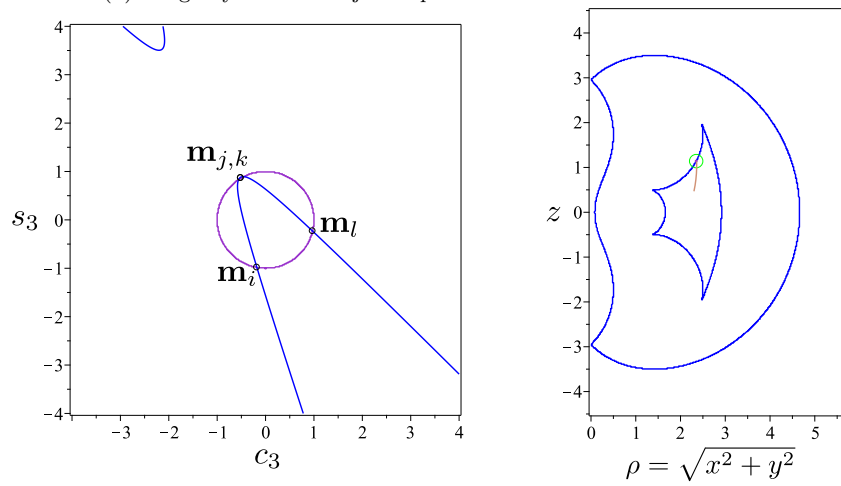 4
3
2
1
s₃ 0
−1
−2
−3
−4
−3 −2 −1 0 1 2 3 4
c₃
m_{j,k}
m_l
m_i
4
3
2
1
z 0
−1
−2
−3
−4
0 1 2 3 4 5
ρ = √(x² + y²)